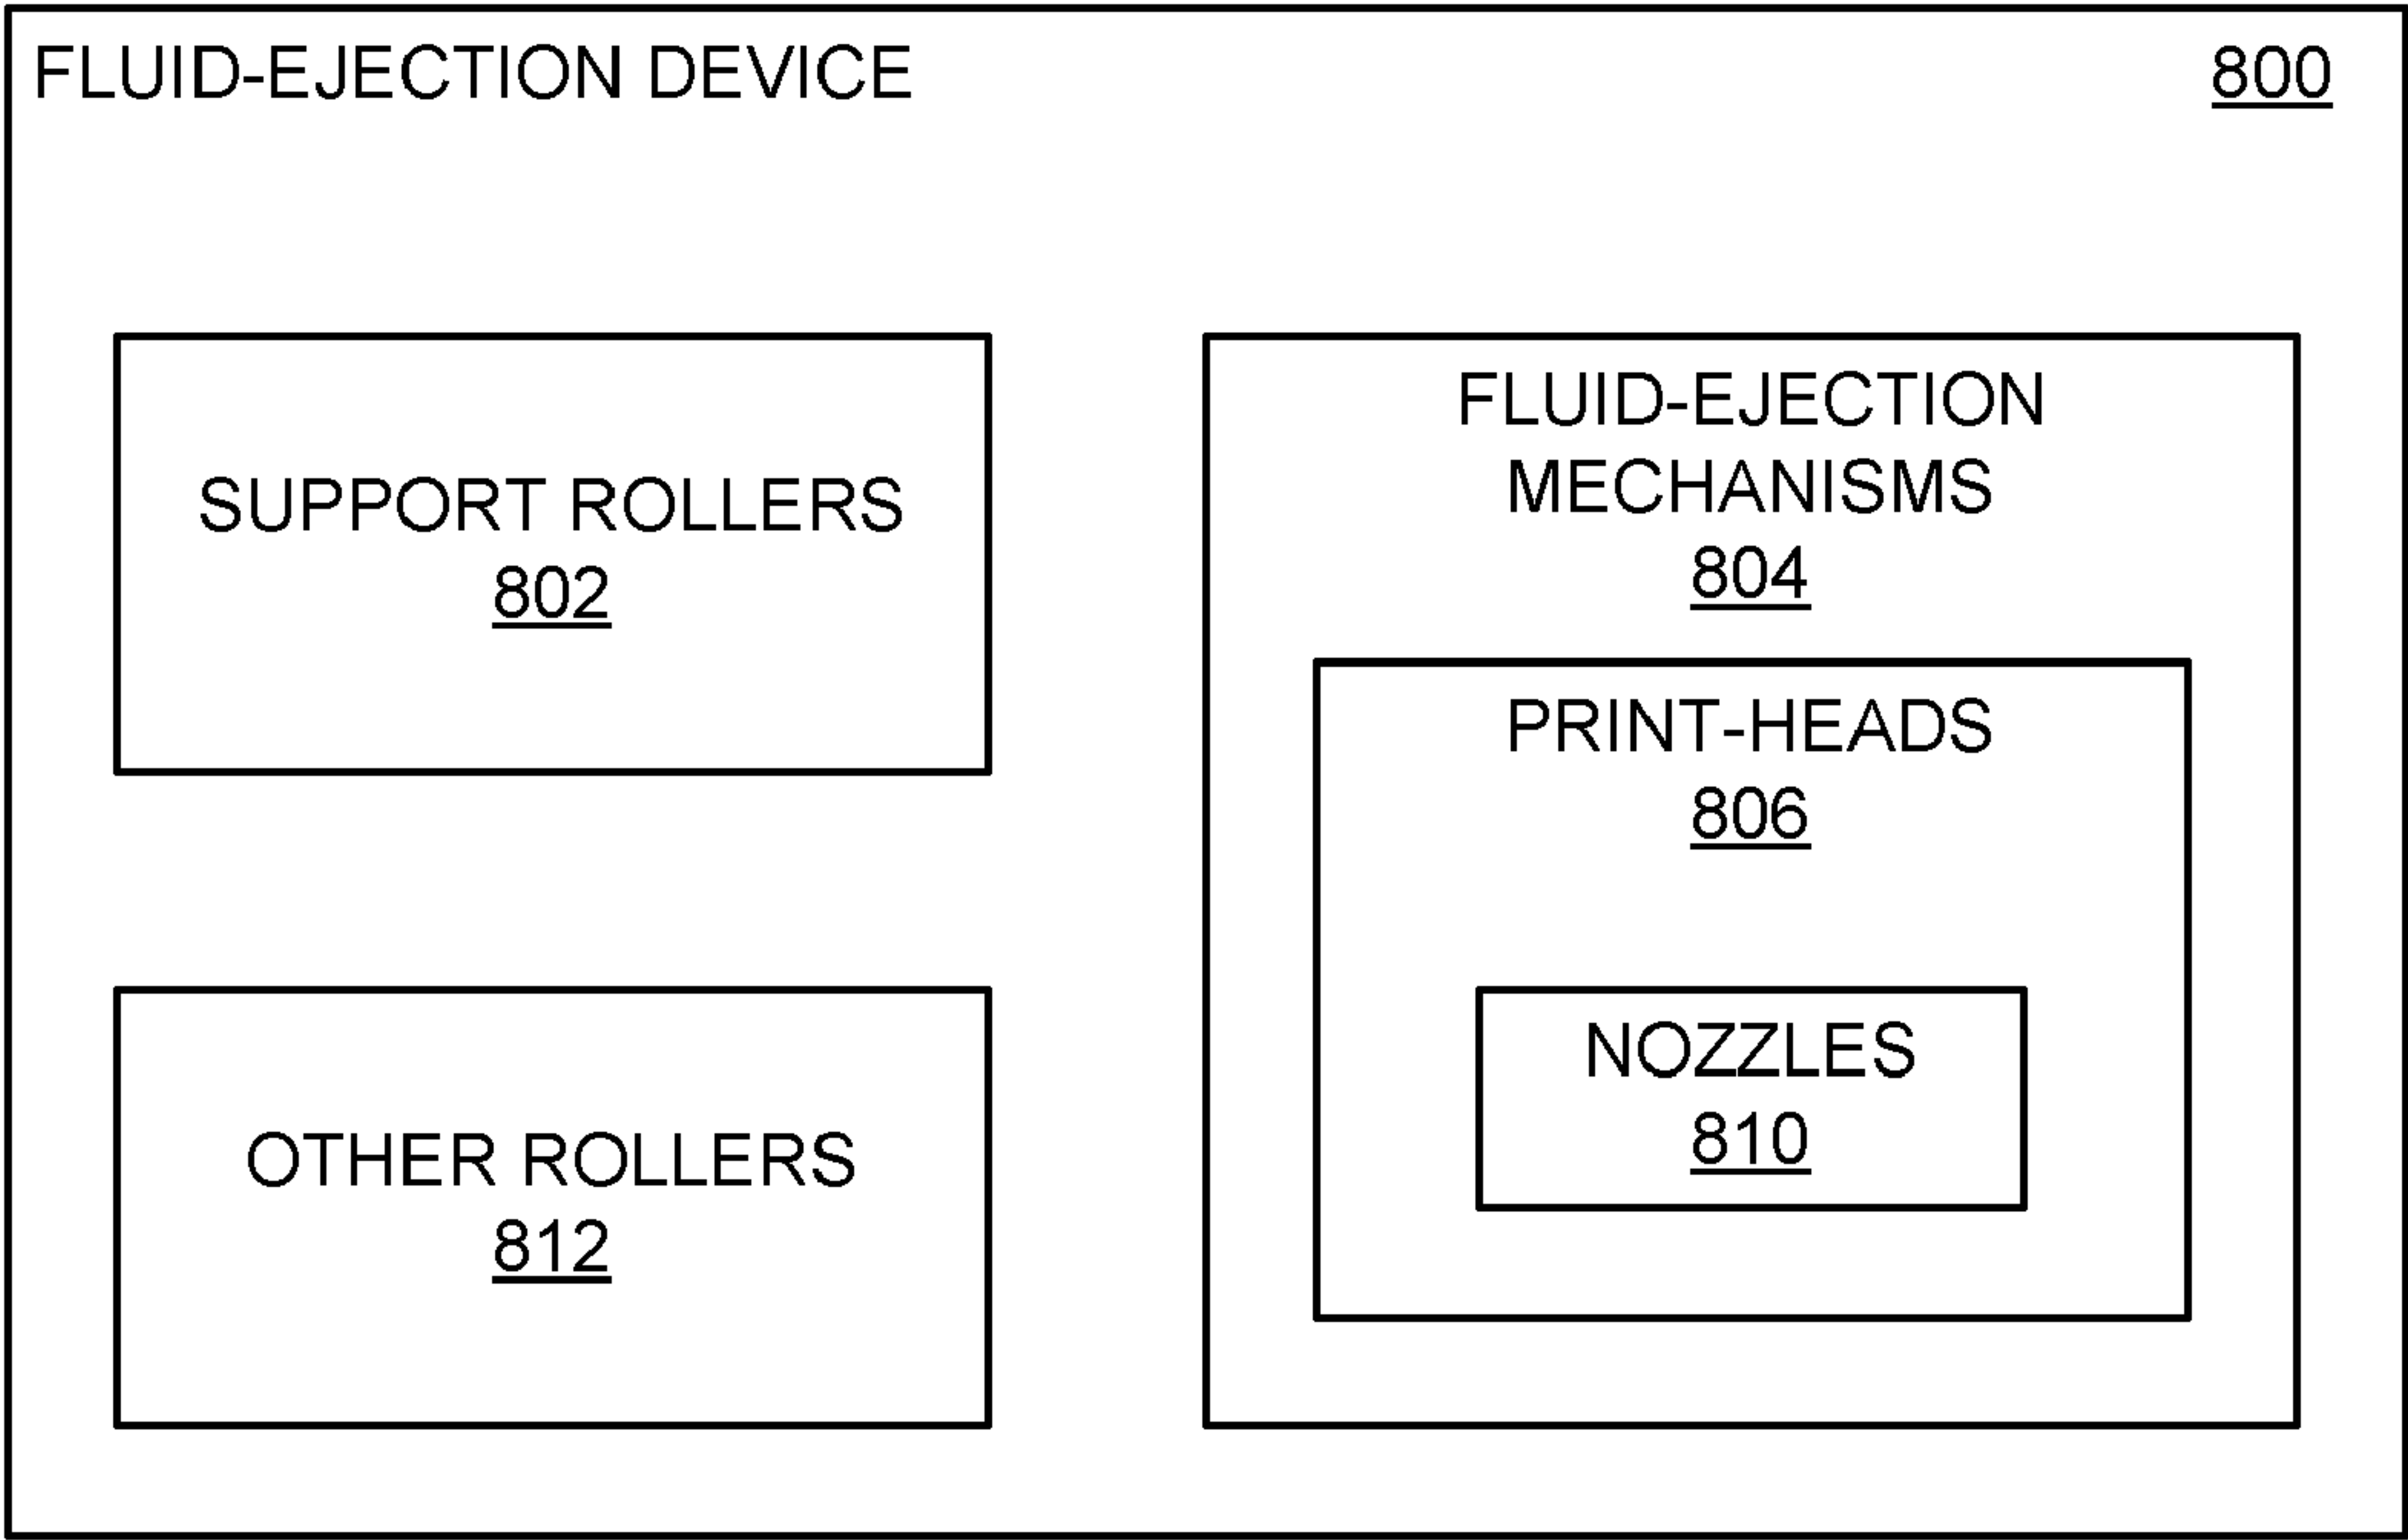 FLUID-EJECTION DEVICE 800
SUPPORT ROLLERS
802
OTHER ROLLERS
812
FLUID-EJECTION
MECHANISMS
804
PRINT-HEADS
806
NOZZLES
810